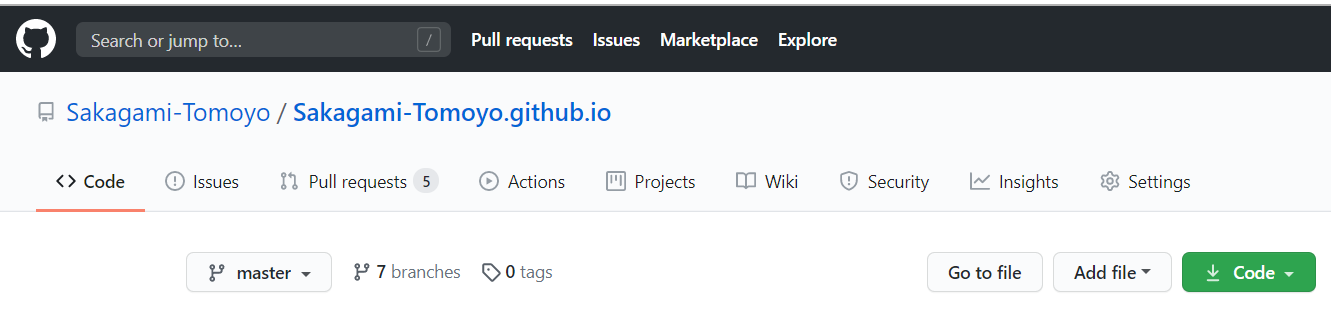 Search or jump to... / Pull requests Issues Marketplace Explore
Sakagami-Tomoyo / Sakagami-Tomoyo.github.io
<> Code Issues Pull requests 5 Actions Projects Wiki Security Insights Settings
master 7 branches 0 tags Go to file Add file Code